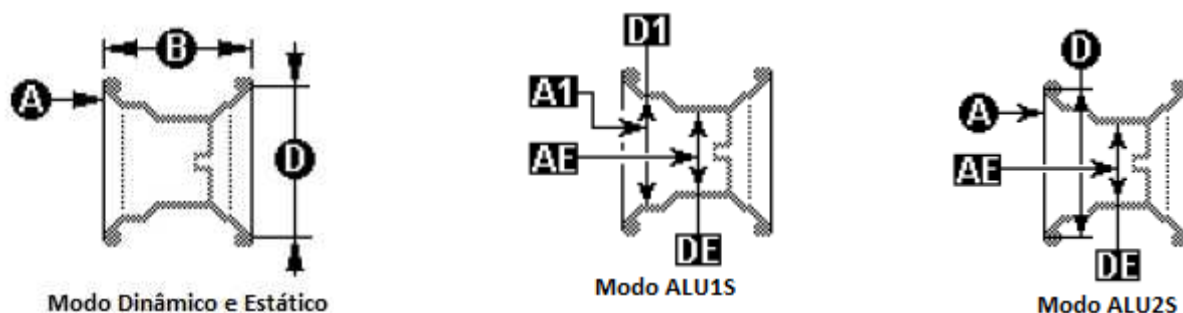 B
A
D
Modo Dinâmico e Estático
D1
A1
AE
DE
Modo ALU1S
D
A
AE
DE
Modo ALU2S